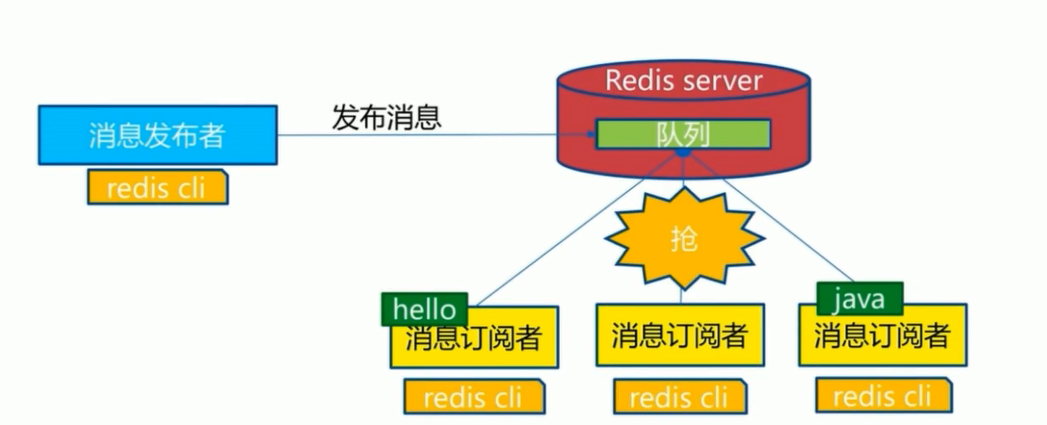 Redis server
发布消息
消息发布者
队列
redis cli
抢
hello
java
消息订阅者
消息订阅者
消息订阅者
redis cli
redis cli
redis cli